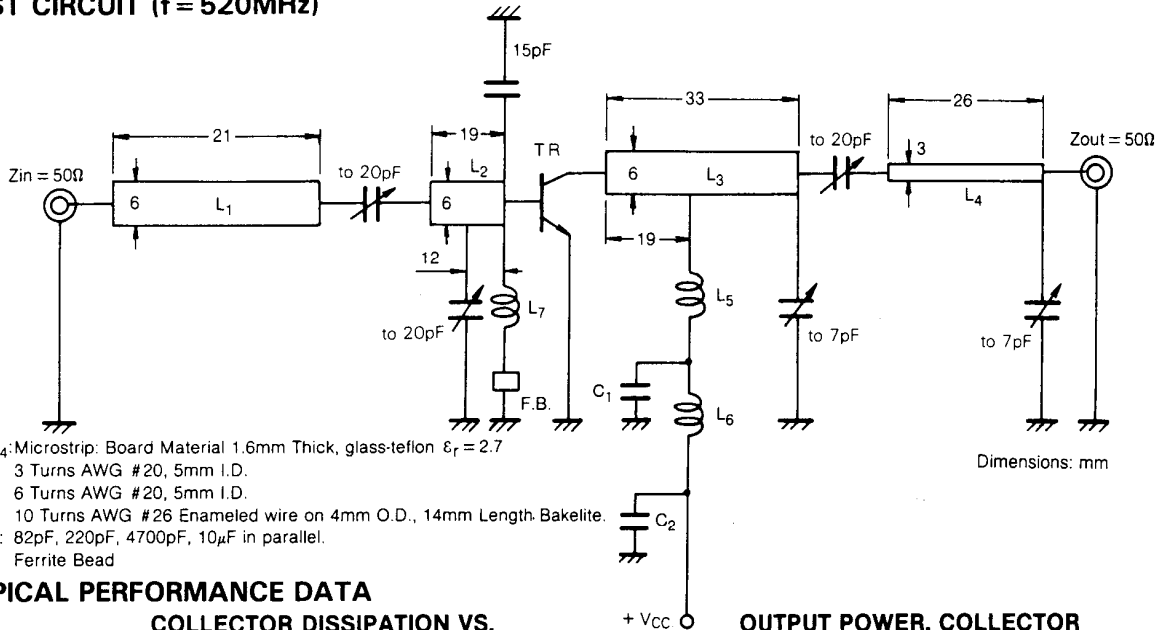 ST CIRCUIT (f = 520MHz)
15pF
33
26
21
19
to 20pF
L2
TR
to 20pF
3
Zout = 50Ω
Zin = 50Ω
6
L1
6
6
L3
L4
19
12
to 20pF
L7
L5
to 7pF
to 7pF
F.B.
C1
L6
4:Microstrip: Board Material 1.6mm Thick, glass-teflon εr = 2.7
3 Turns AWG #20, 5mm I.D.
6 Turns AWG #20, 5mm I.D.
10 Turns AWG #26 Enameled wire on 4mm O.D., 14mm Length Bakelite.
: 82pF, 220pF, 4700pF, 10μF in parallel.
Ferrite Bead
Dimensions: mm
C2
PICAL PERFORMANCE DATA
COLLECTOR DISSIPATION VS.
+ VCC
OUTPUT POWER, COLLECTOR